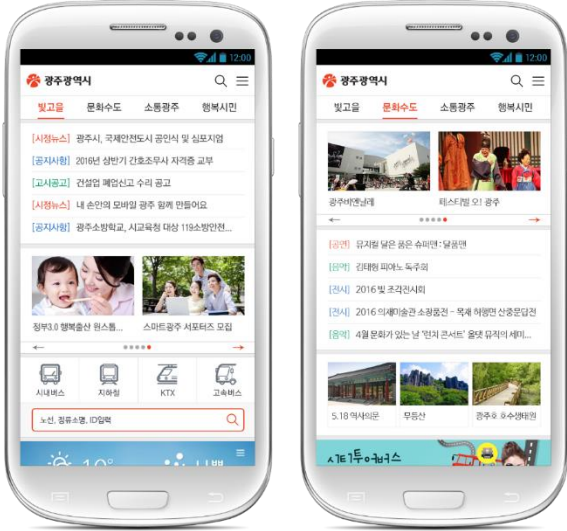 12:00
광주광역시
빛고을 문화수도 소통광주 행복시민
[시정뉴스] 광주시, 국제안전도시 공인식 및 심포지엄
[공지사항] 2016년 상반기 간호조무사 자격증 교부
[고시공고] 건설업 폐업신고 수리 공고
[시정뉴스] 내 손안의 모바일 광주 함께 만들어요
[공지사항] 광주소방학교, 시교육청 대상 119소방안전...
정부3.0 행복출산 원스톱... 스마트광주 서포터즈 모집
시내버스 지하철 KTX 고속버스
노선, 정류소명, ID입력
12:00
광주광역시
빛고을 문화수도 소통광주 행복시민
광주비엔날레 페스티벌 오! 광주
[공연] 뮤지컬 달은 품은 슈퍼맨 : 달품맨
[음악] 김태형 피아노 독주회
[전시] 2016 빛 조각전시회
[전시] 2016 의재미술관 소장품전 - 목재 허행면 산중문답전
[음악] 4월 문화가 있는 날 '런치 콘서트' 올댓 뮤직의 세미...
5.18 역사의문 무등산 광주호 호수생태원
시티투어버스